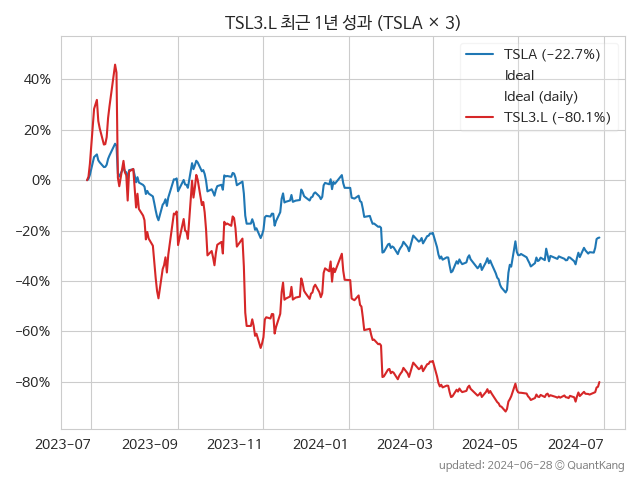 TSL3.L 최근 1년 성과 (TSLA × 3)
TSLA (−22.7%)
Ideal
Ideal (daily)
TSL3.L (−80.1%)
40%
20%
0%
−20%
−40%
−60%
−80%
2023-07 2023-09 2023-11 2024-01 2024-03 2024-05 2024-07
updated: 2024-06-28 © QuantKang